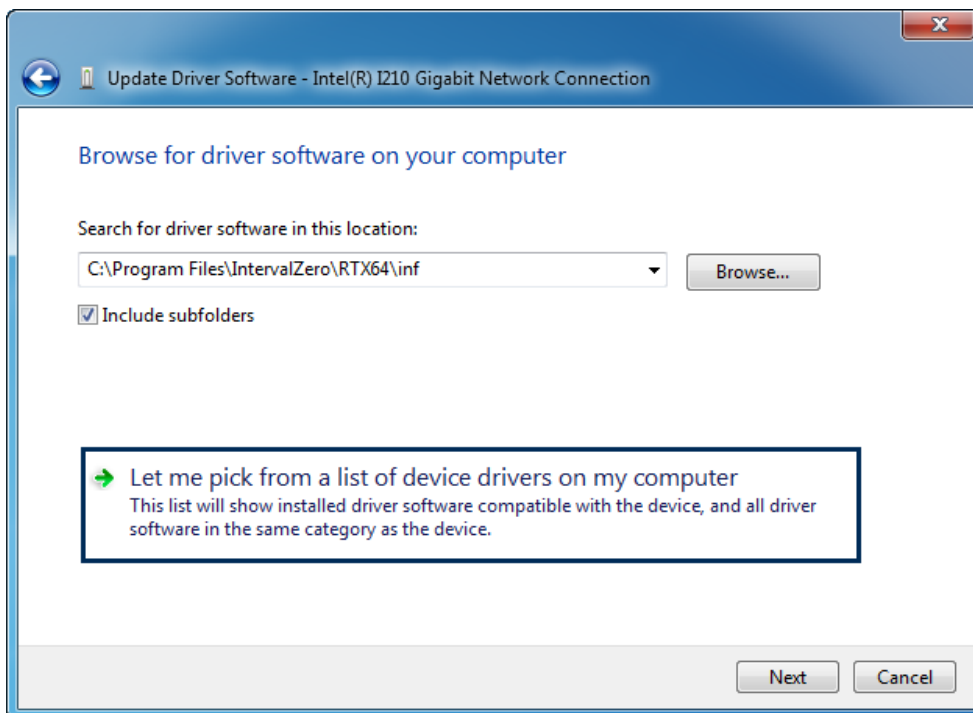 Update Driver Software - Intel(R) I210 Gigabit Network Connection
Browse for driver software on your computer
Search for driver software in this location:
C:\Program Files\IntervalZero\RTX64\inf
Browse...
Include subfolders
Let me pick from a list of device drivers on my computer
This list will show installed driver software compatible with the device, and all driver
software in the same category as the device.
Next
Cancel